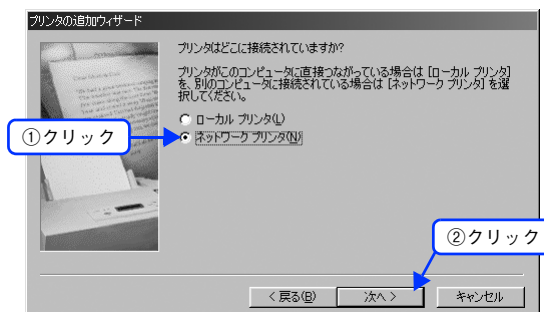 プリンタの追加ウィザード
プリンタはどこに接続されていますか?
プリンタがこのコンピュータに直接つながっている場合は [ローカル プリンタ]
を、別のコンピュータに接続されている場合は [ネットワーク プリンタ] を選
択してください。
ローカル プリンタ(L)
①クリック
ネットワーク プリンタ(N)
②クリック
< 戻る(B)
次へ >
キャンセル